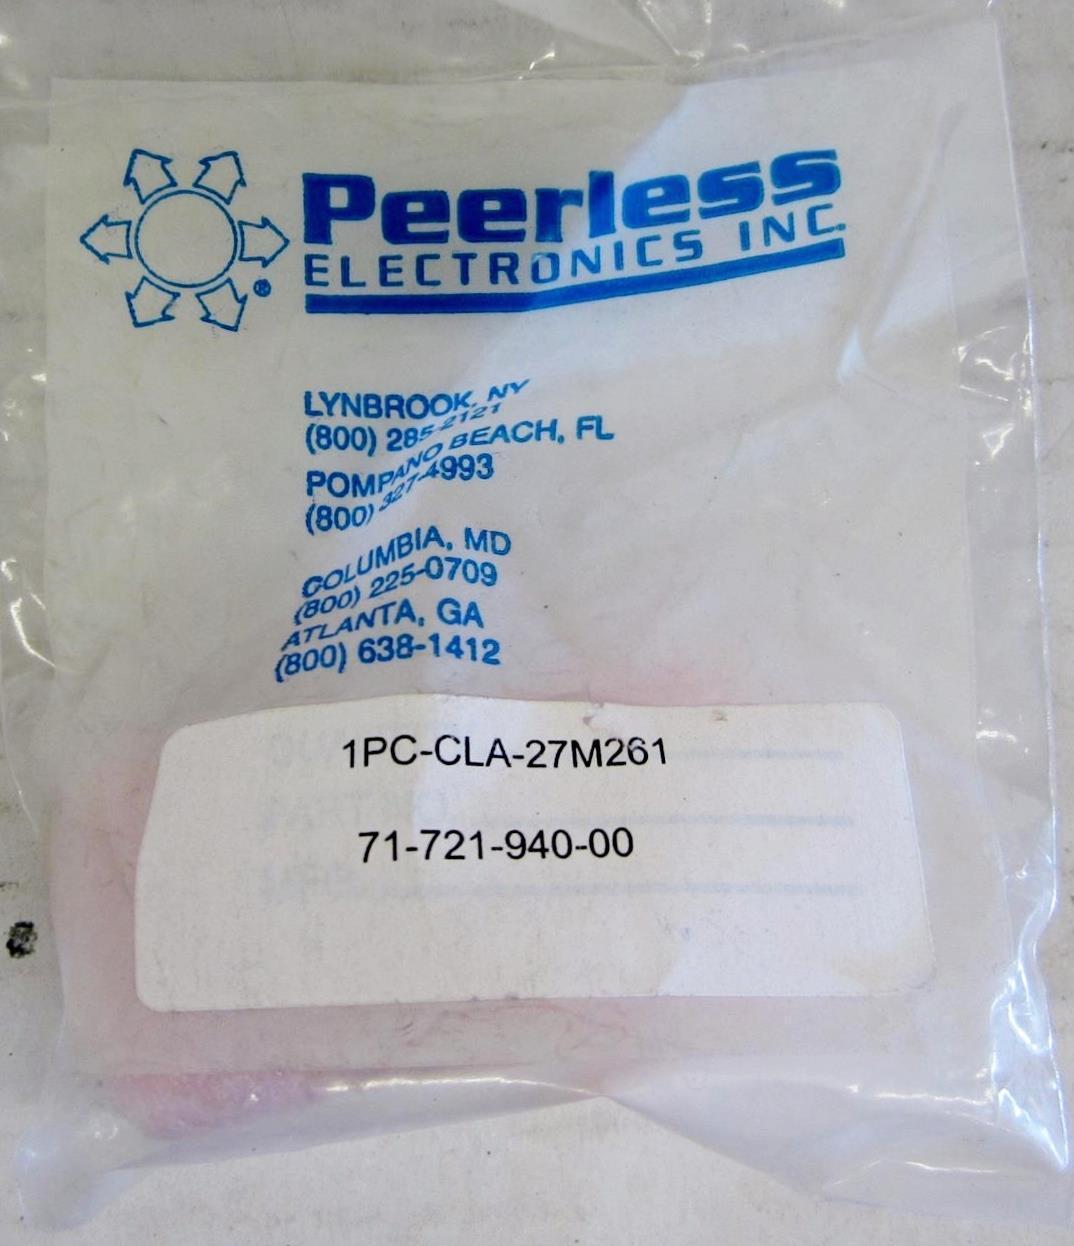 Peerless
ELECTRONICS INC.
®
LYNBROOK, NY
(800) 285-2121
POMPANO BEACH, FL
(800) 327-4993
COLUMBIA, MD
(800) 225-0709
ATLANTA, GA
(800) 638-1412
1PC-CLA-27M261
71-721-940-00